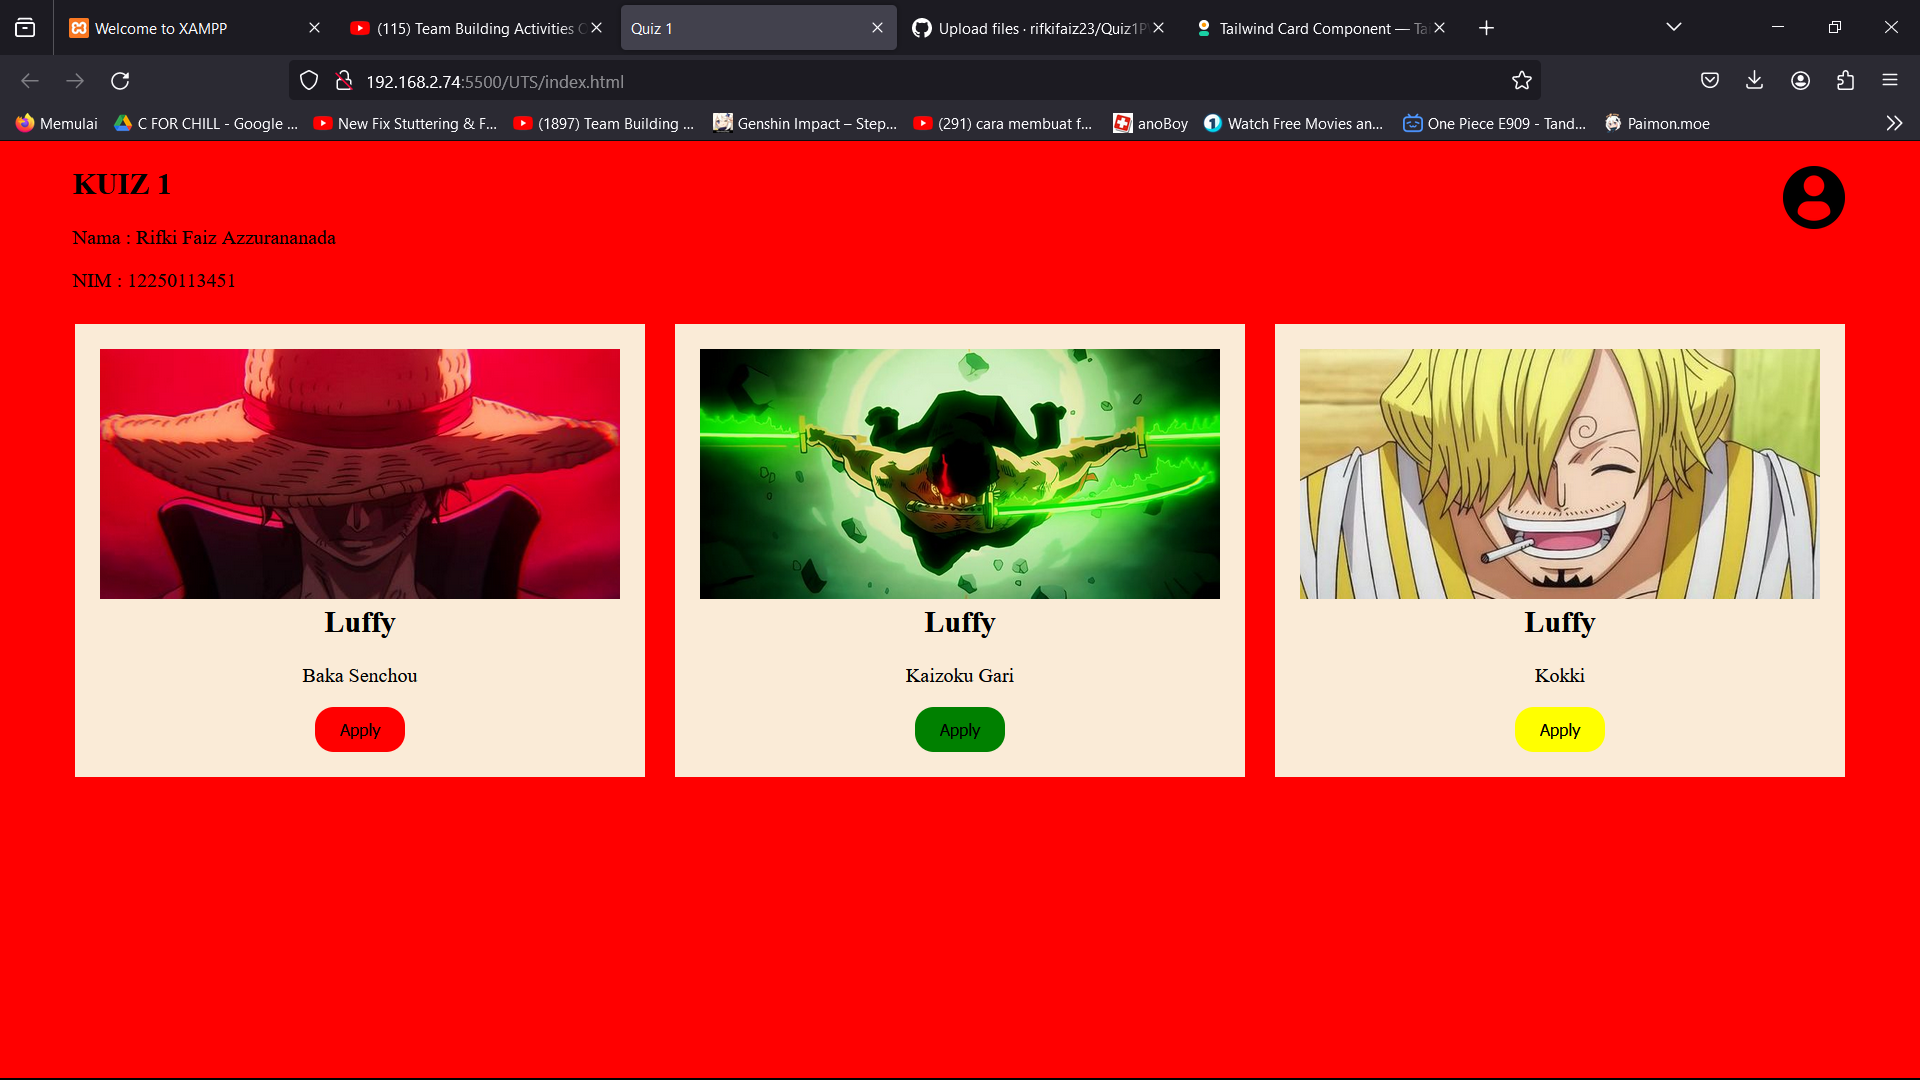 Welcome to XAMPP
(115) Team Building Activities C
Quiz 1
Upload files · rifkifaiz23/Quiz1P
Tailwind Card Component — Ta
192.168.2.74:5500/UTS/index.html
Memulai
C FOR CHILL - Google ...
New Fix Stuttering & F...
(1897) Team Building ...
Genshin Impact – Step...
(291) cara membuat f...
anoBoy
Watch Free Movies an...
One Piece E909 - Tand...
Paimon.moe
KUIZ 1
Nama : Rifki Faiz Azzurananada
NIM : 12250113451
Luffy
Baka Senchou
Apply
Luffy
Kaizoku Gari
Apply
Luffy
Kokki
Apply